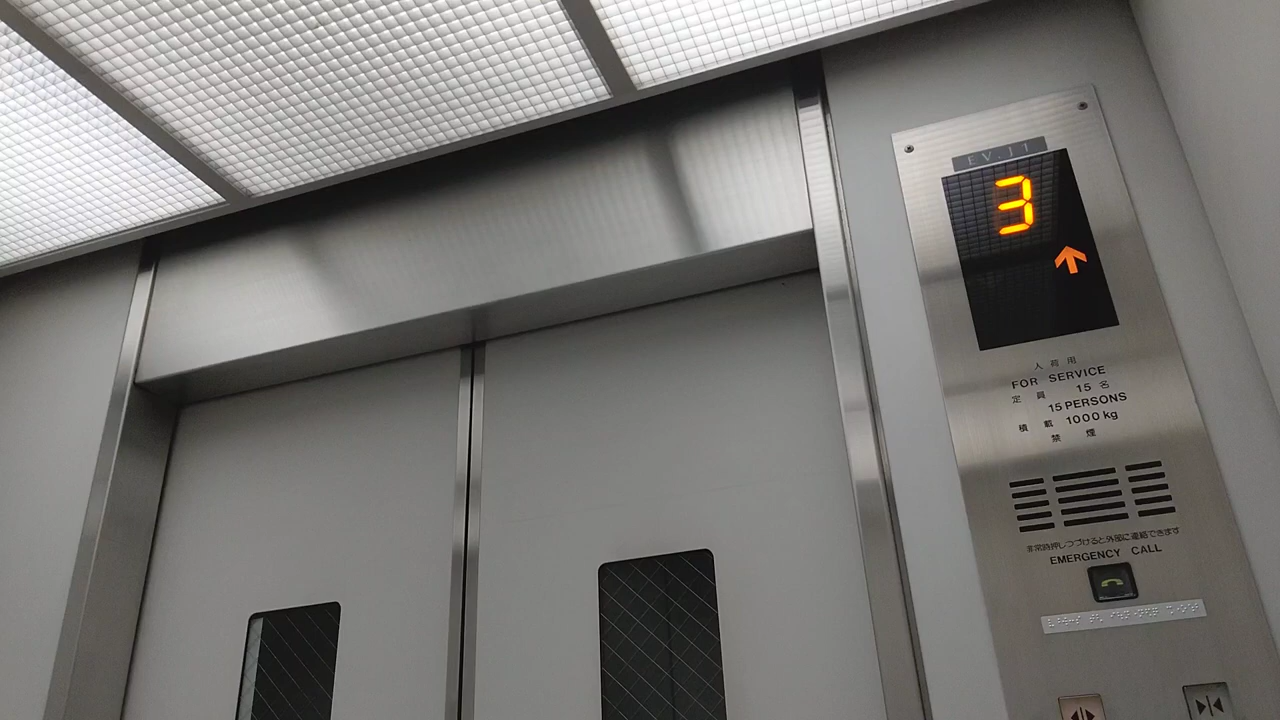 EV.11
3
人荷用
FOR SERVICE
定員 15名
15 PERSONS
積載 1000kg
禁煙
非常時押しつづけると外部に連絡できます
EMERGENCY CALL